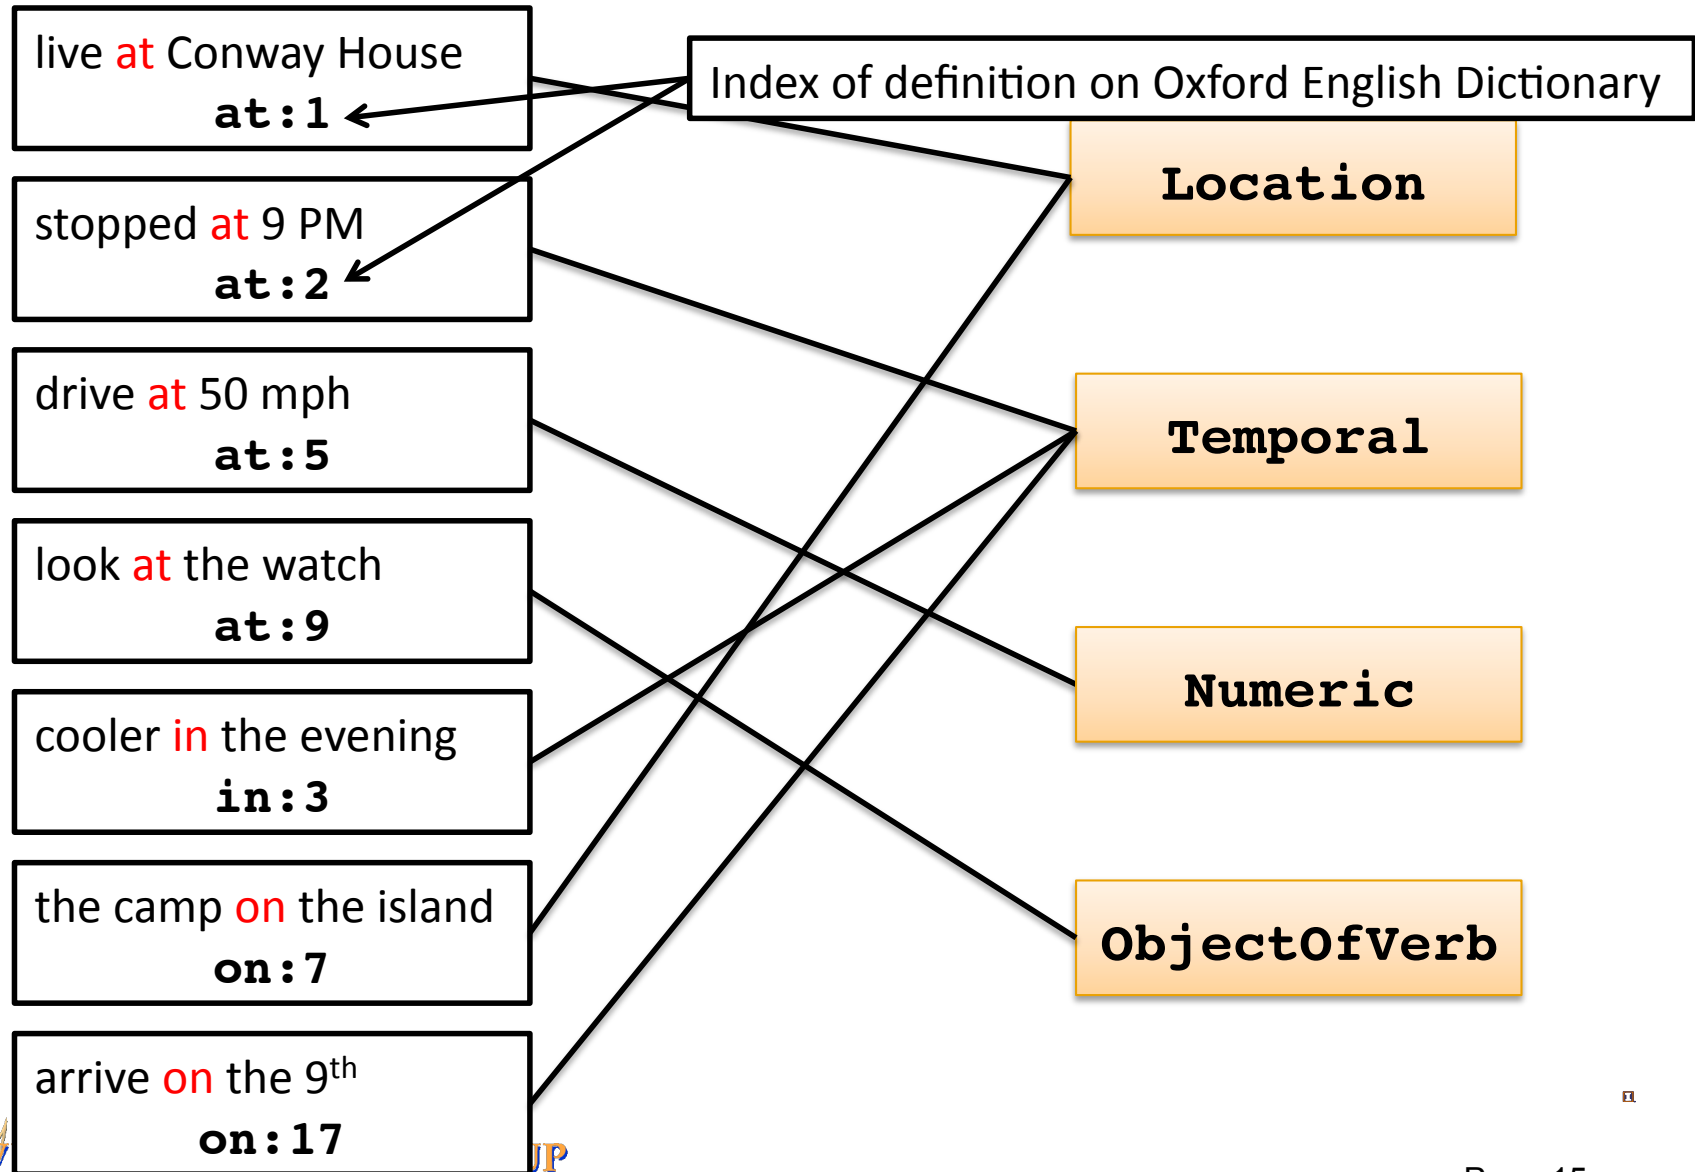 live at Conway House
at:1
Index of definition on Oxford English Dictionary
Location
stopped at 9 PM
at:2
drive at 50 mph
at:5
Temporal
look at the watch
at:9
Numeric
cooler in the evening
in:3
the camp on the island
on:7
ObjectOfVerb
arrive on the 9th
on:17
UP
15